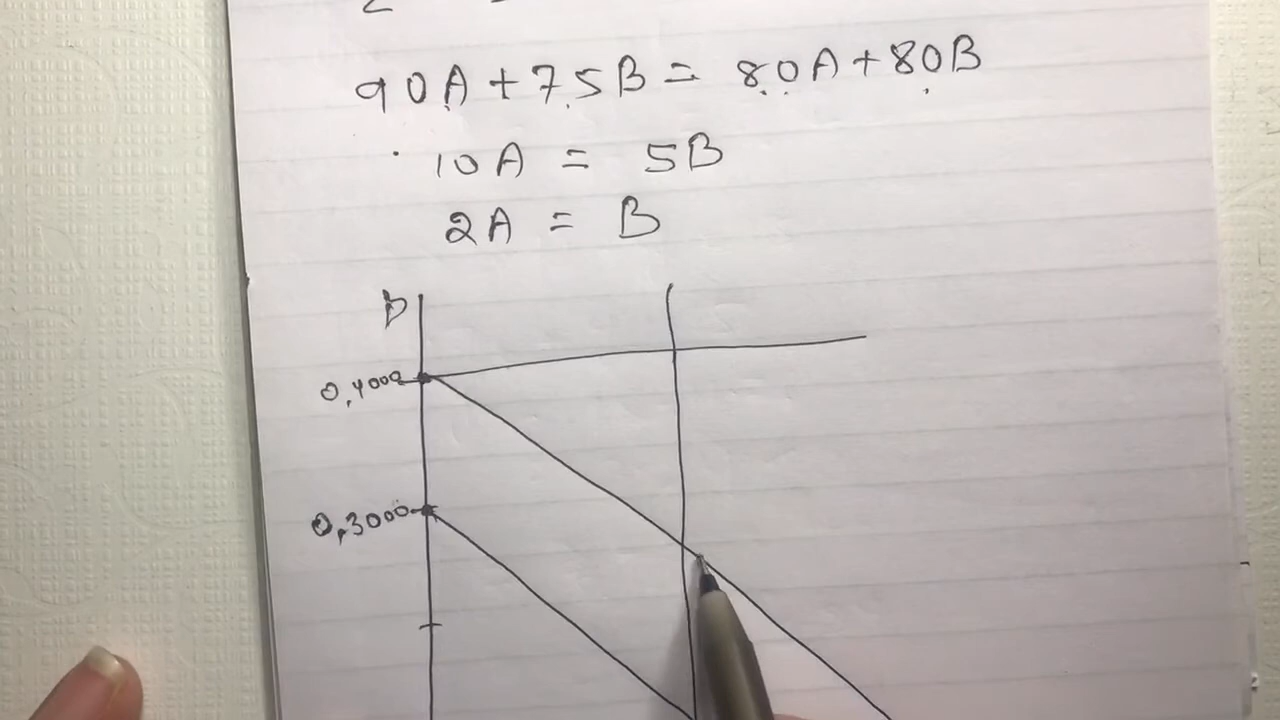 90A + 75B = 80A + 80B
10A = 5B
2A = B
b
0,4000
0,3000